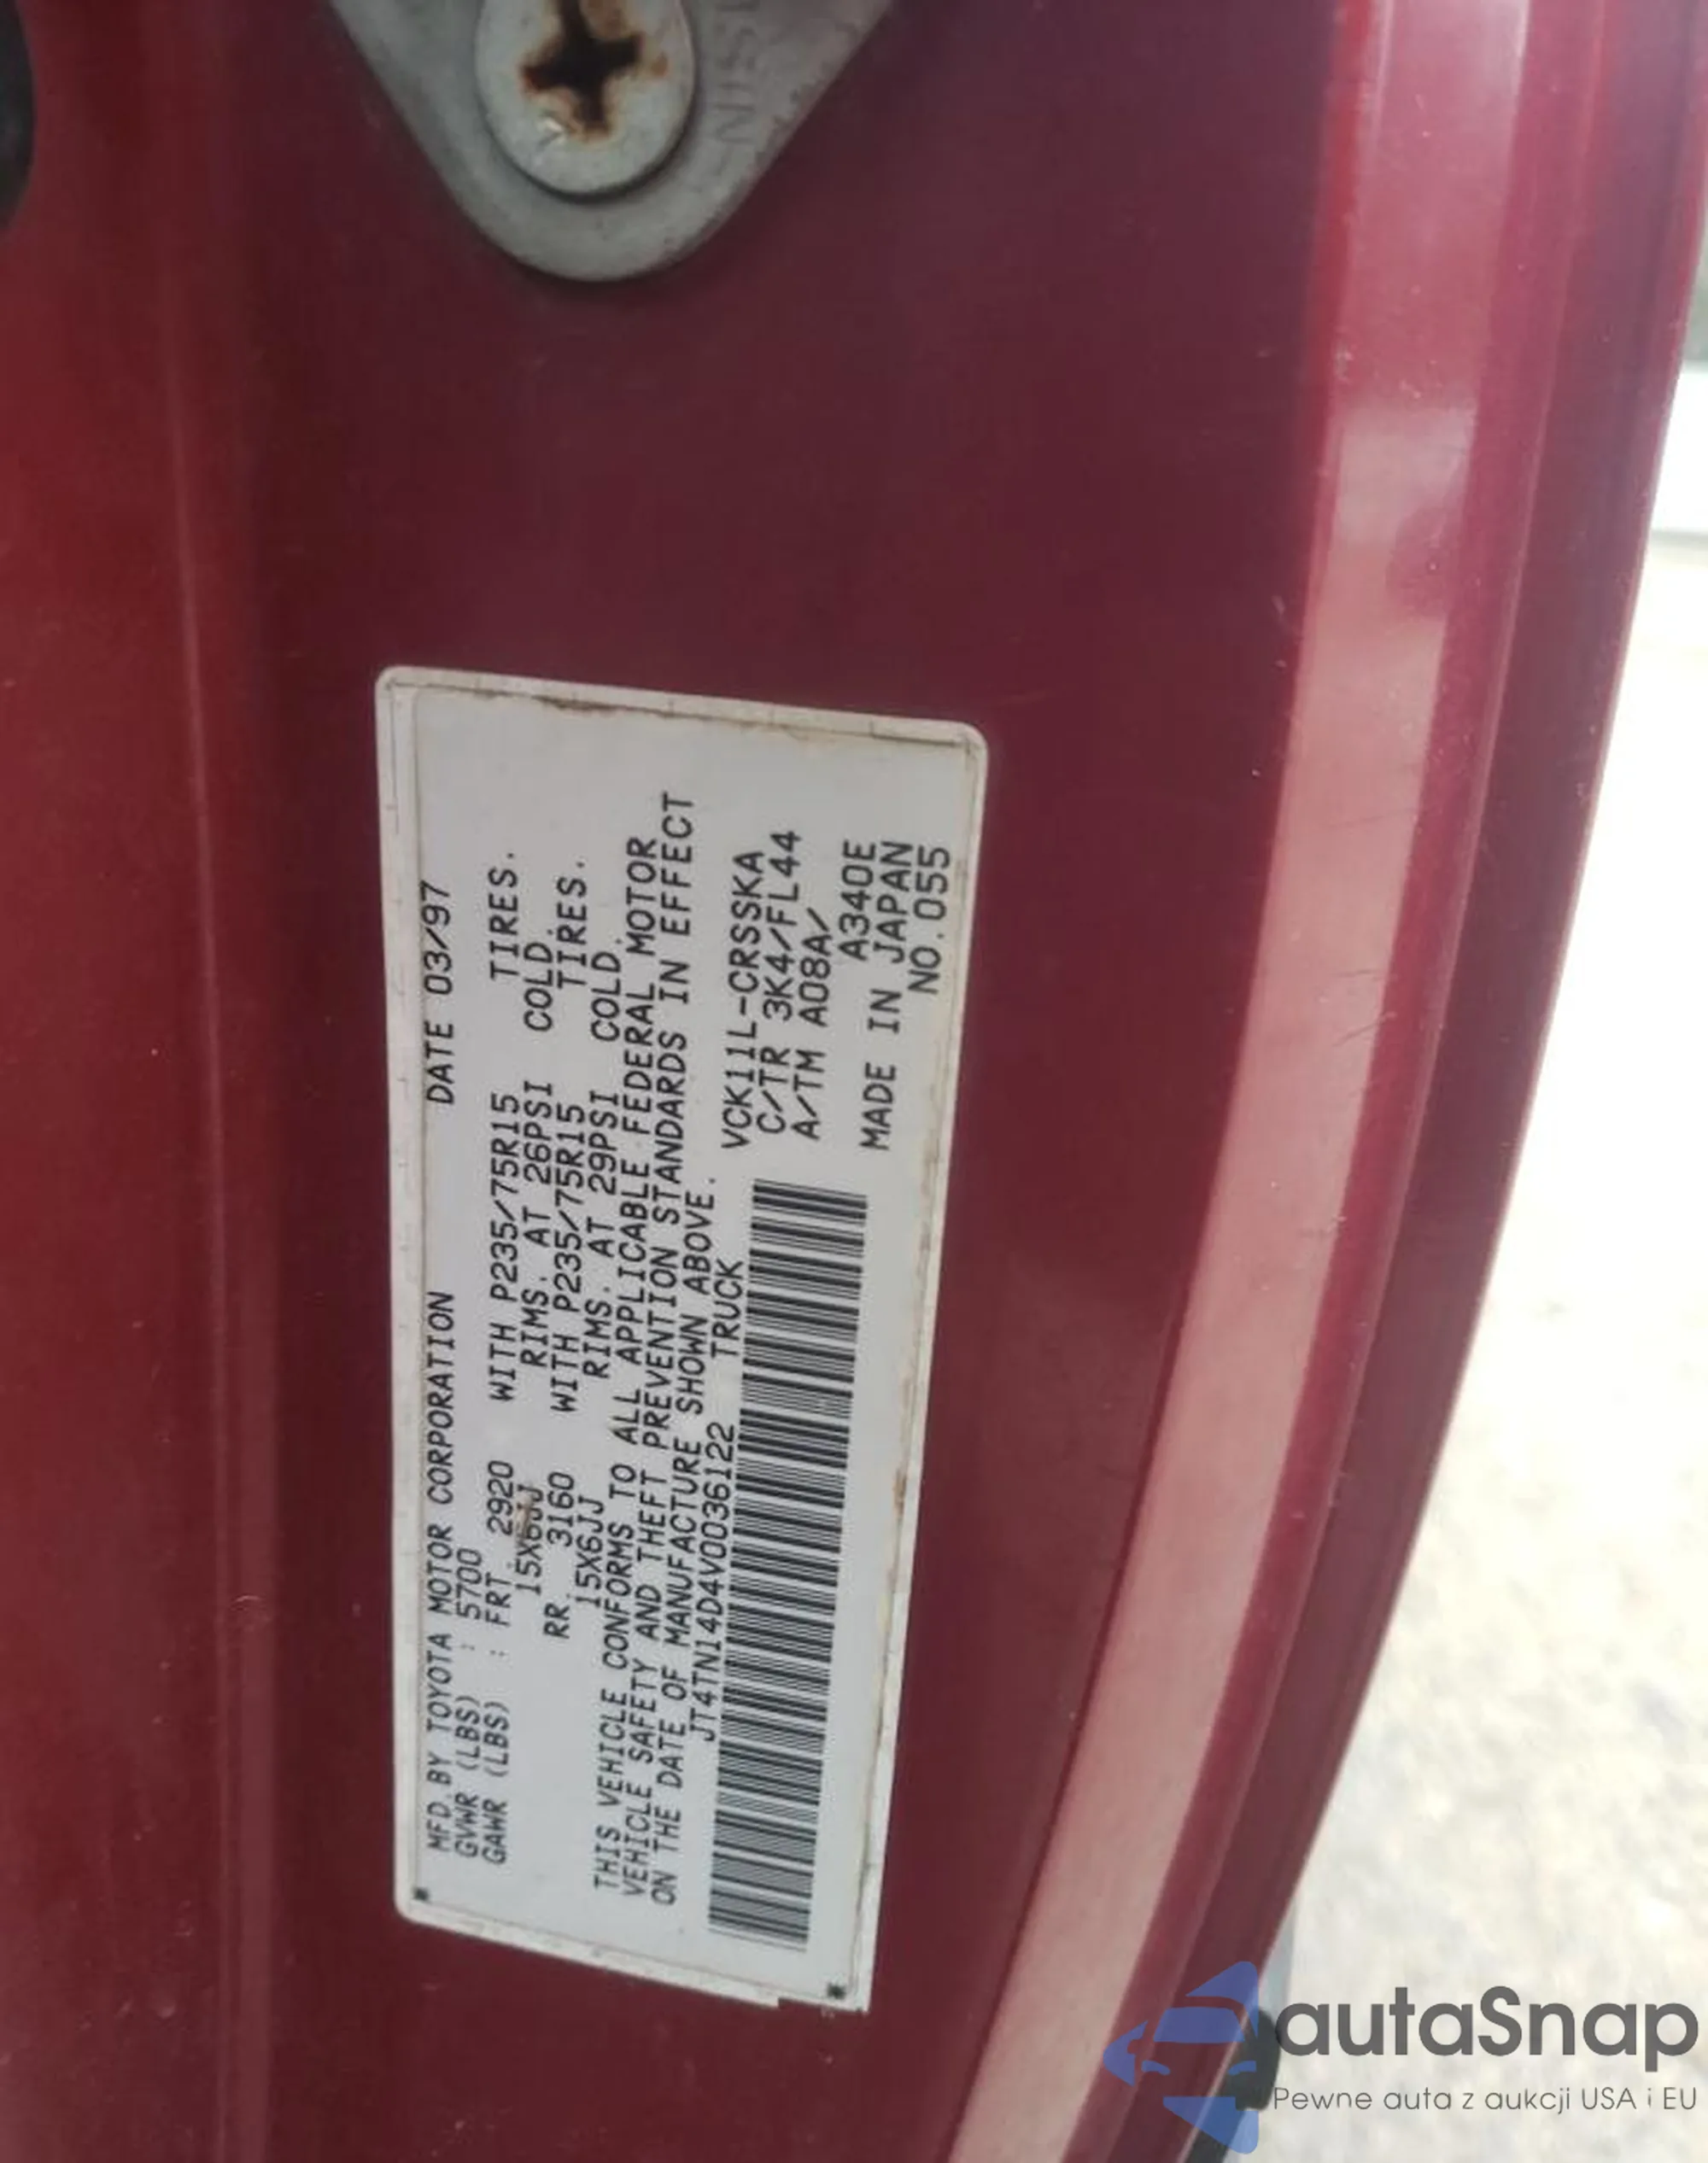 MFD. BY TOYOTA MOTOR CORPORATION DATE 03/97
GVWR (LBS) : 5700
GAWR (LBS) : FRT. 2920 WITH P235/75R15 TIRES.
15X6JJ RIMS. AT 26PSI COLD.
RR. 3160 WITH P235/75R15 TIRES.
15X6JJ RIMS. AT 29PSI COLD.
THIS VEHICLE CONFORMS TO ALL APPLICABLE FEDERAL MOTOR
VEHICLE SAFETY AND THEFT PREVENTION STANDARDS IN EFFECT
ON THE DATE OF MANUFACTURE SHOWN ABOVE.
JT4TN14D4V0036122 TRUCK
VCK11L-CRSSKA
C/TR 3K4/FL44
A/TM A08A/
A340E
MADE IN JAPAN
NO.055
autaSnap
Pewne auta z aukcji USA i EU